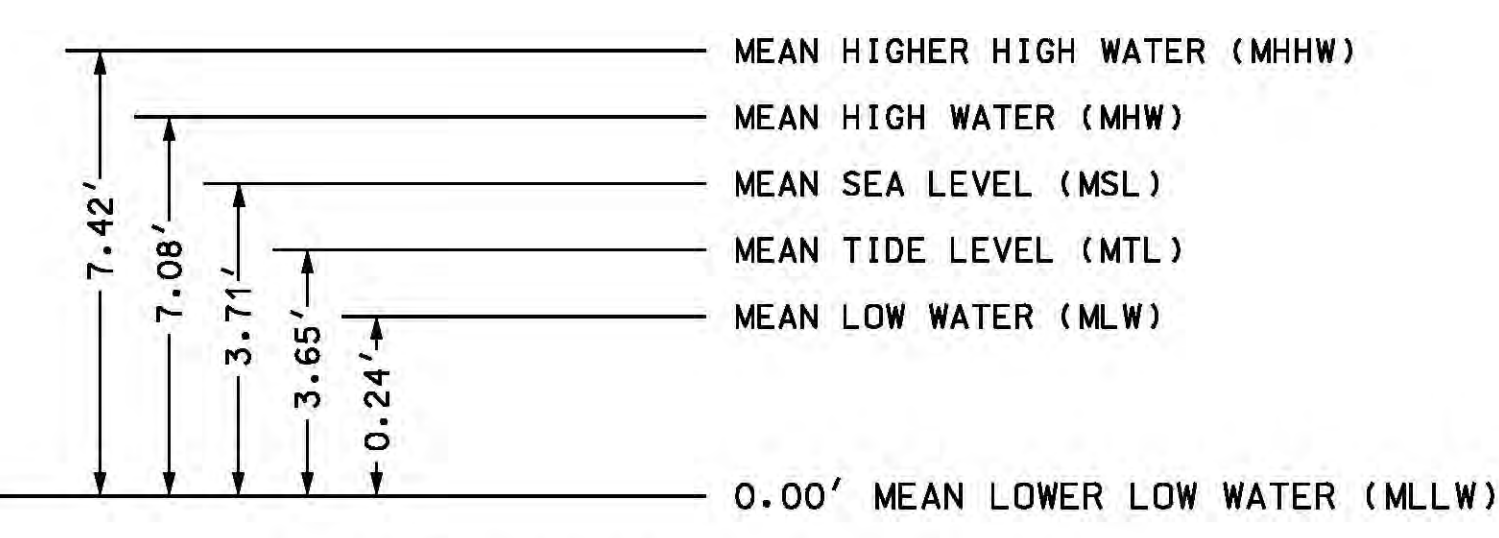 MEAN HIGHER HIGH WATER (MHHW)
MEAN HIGH WATER (MHW)
MEAN SEA LEVEL (MSL)
MEAN TIDE LEVEL (MTL)
MEAN LOW WATER (MLW)
0.00' MEAN LOWER LOW WATER (MLLW)
7.42'
7.08'
3.71'
3.65'
0.24'